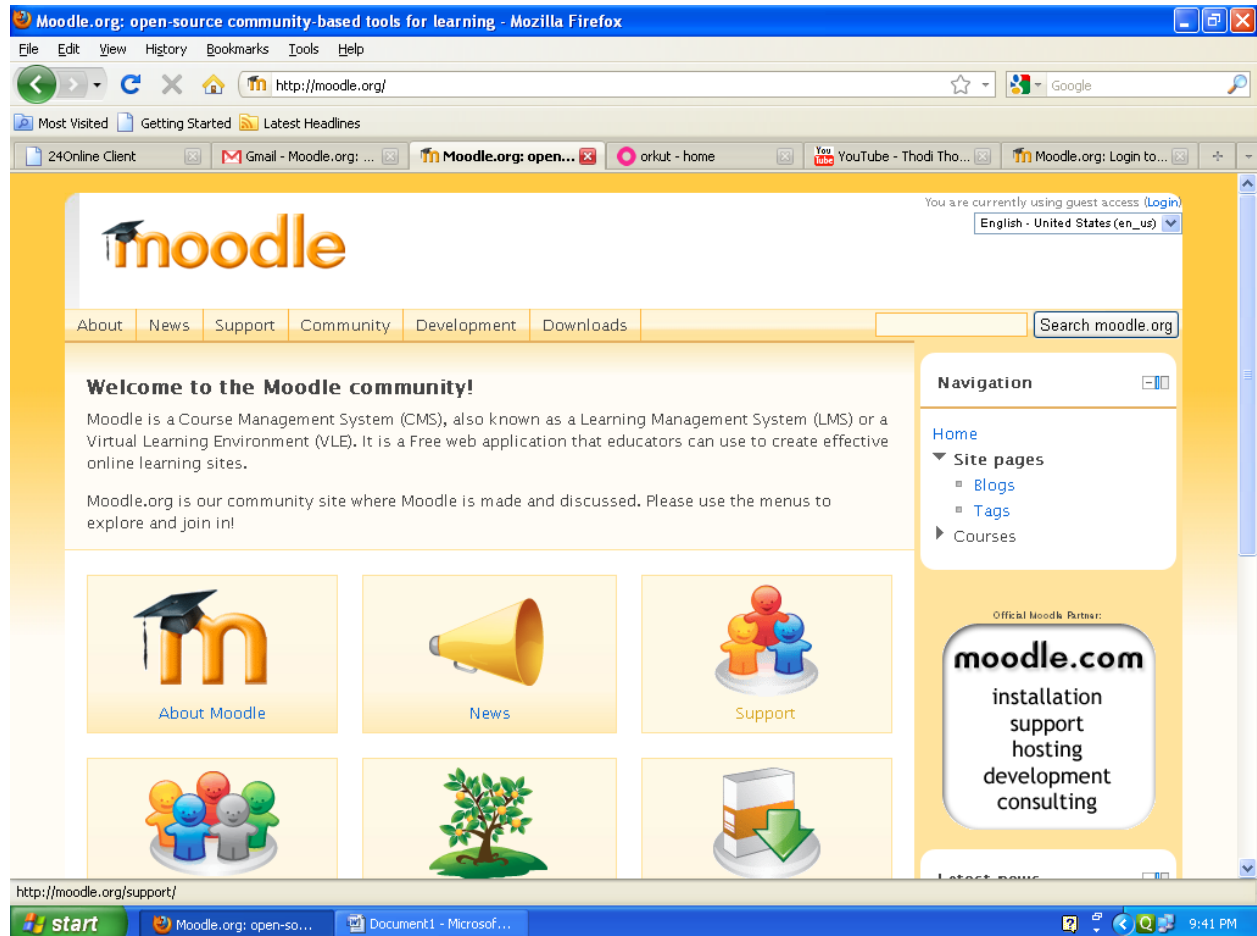 Moodle.org: open-source community-based tools for learning - Mozilla Firefox
File Edit View History Bookmarks Tools Help
http://moodle.org/ Google
Most Visited Getting Started Latest Headlines
24Online Client Gmail - Moodle.org: ... Moodle.org: open... orkut - home You Tube YouTube - Thodi Tho... Moodle.org: Login to...
You are currently using guest access (Login)
moodle English - United States (en_us)
About News Support Community Development Downloads Search moodle.org
Welcome to the Moodle community!
Moodle is a Course Management System (CMS), also known as a Learning Management System (LMS) or a
Virtual Learning Environment (VLE). It is a Free web application that educators can use to create effective
online learning sites.
Moodle.org is our community site where Moodle is made and discussed. Please use the menus to
explore and join in!
Navigation
Home
Site pages
Blogs
Tags
Courses
About Moodle News Support
Official Moodle Partner:
moodle.com
installation
support
hosting
development
consulting
Latest news
http://moodle.org/support/
start Moodle.org: open-so... Document1 - Microsof... 9:41 PM